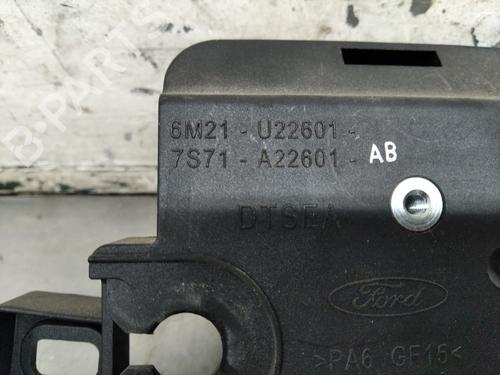 6M21 - U22601 -
7S71 - A22601 - AB
DTSEA
Ford
>PA6 GF15<
B-PARTS